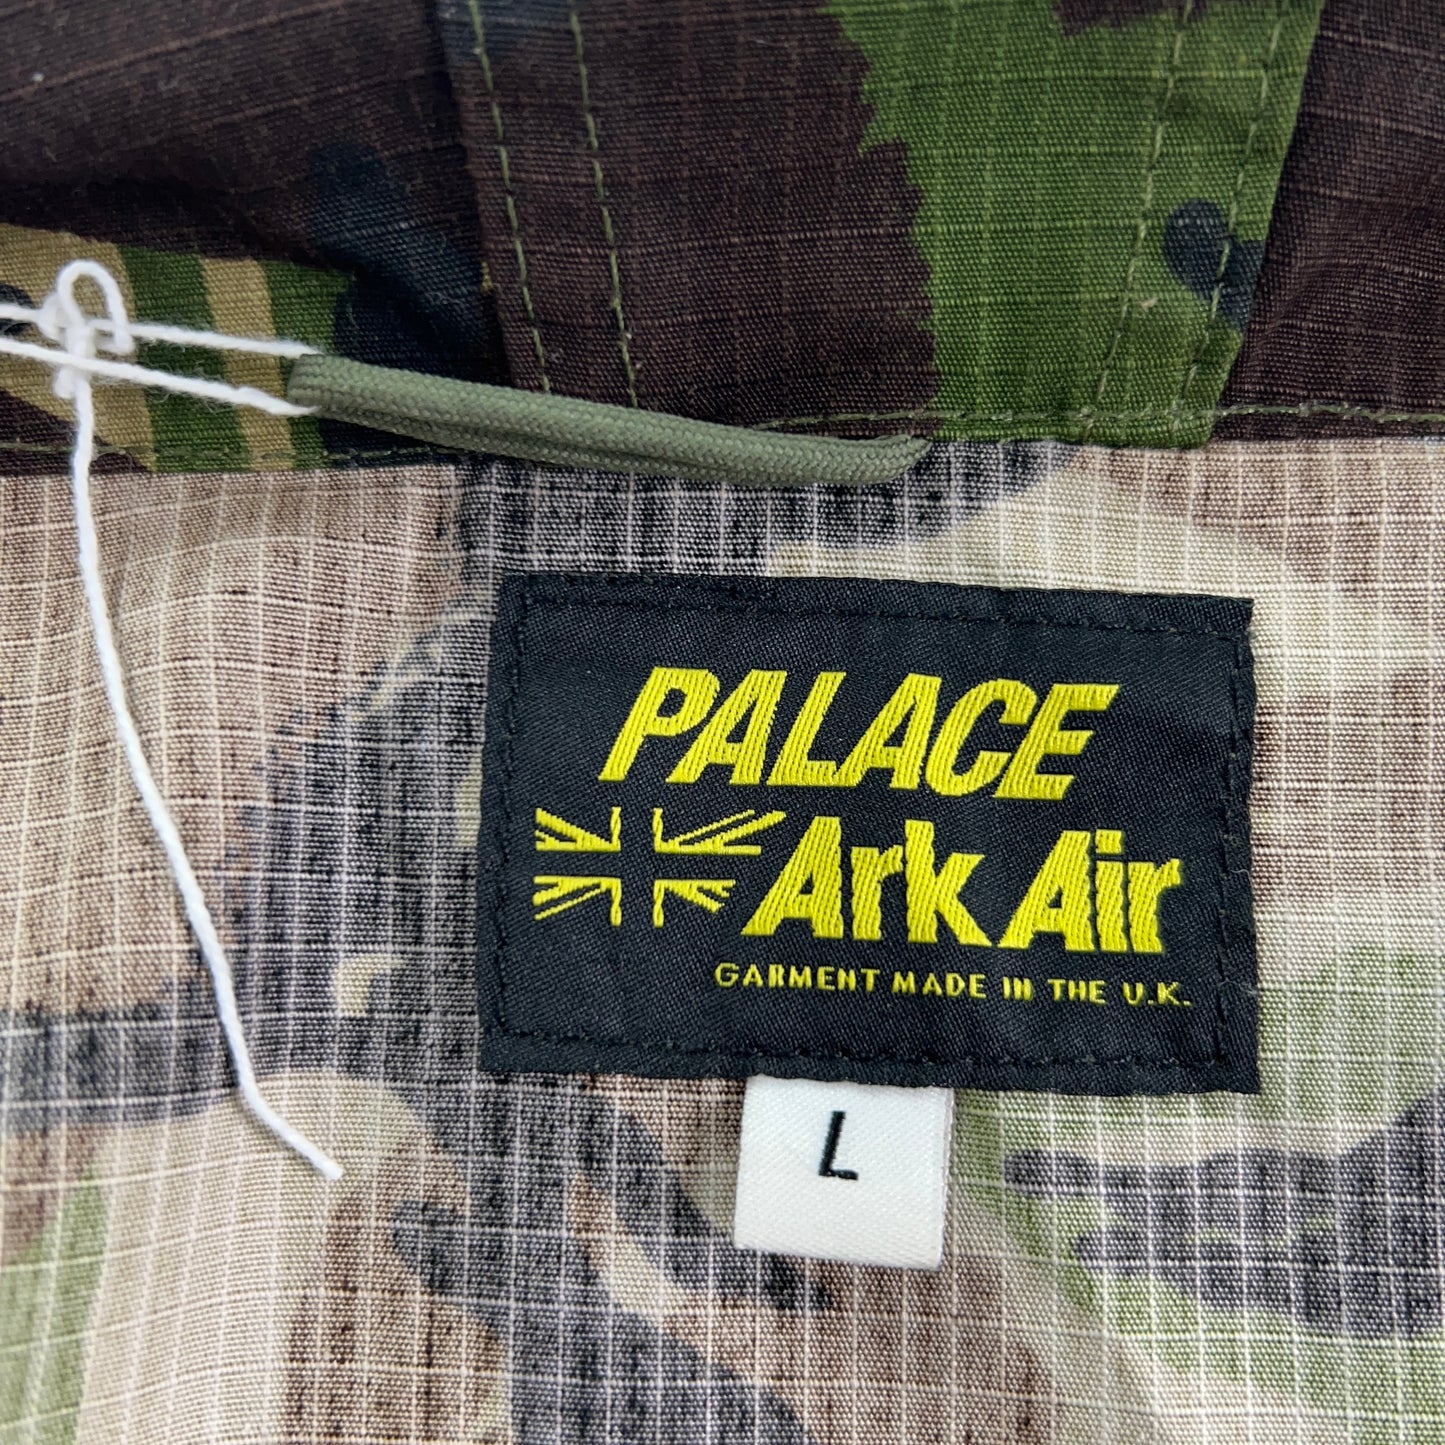 PALACE
Ark Air
GARMENT MADE IN THE U.K.
L